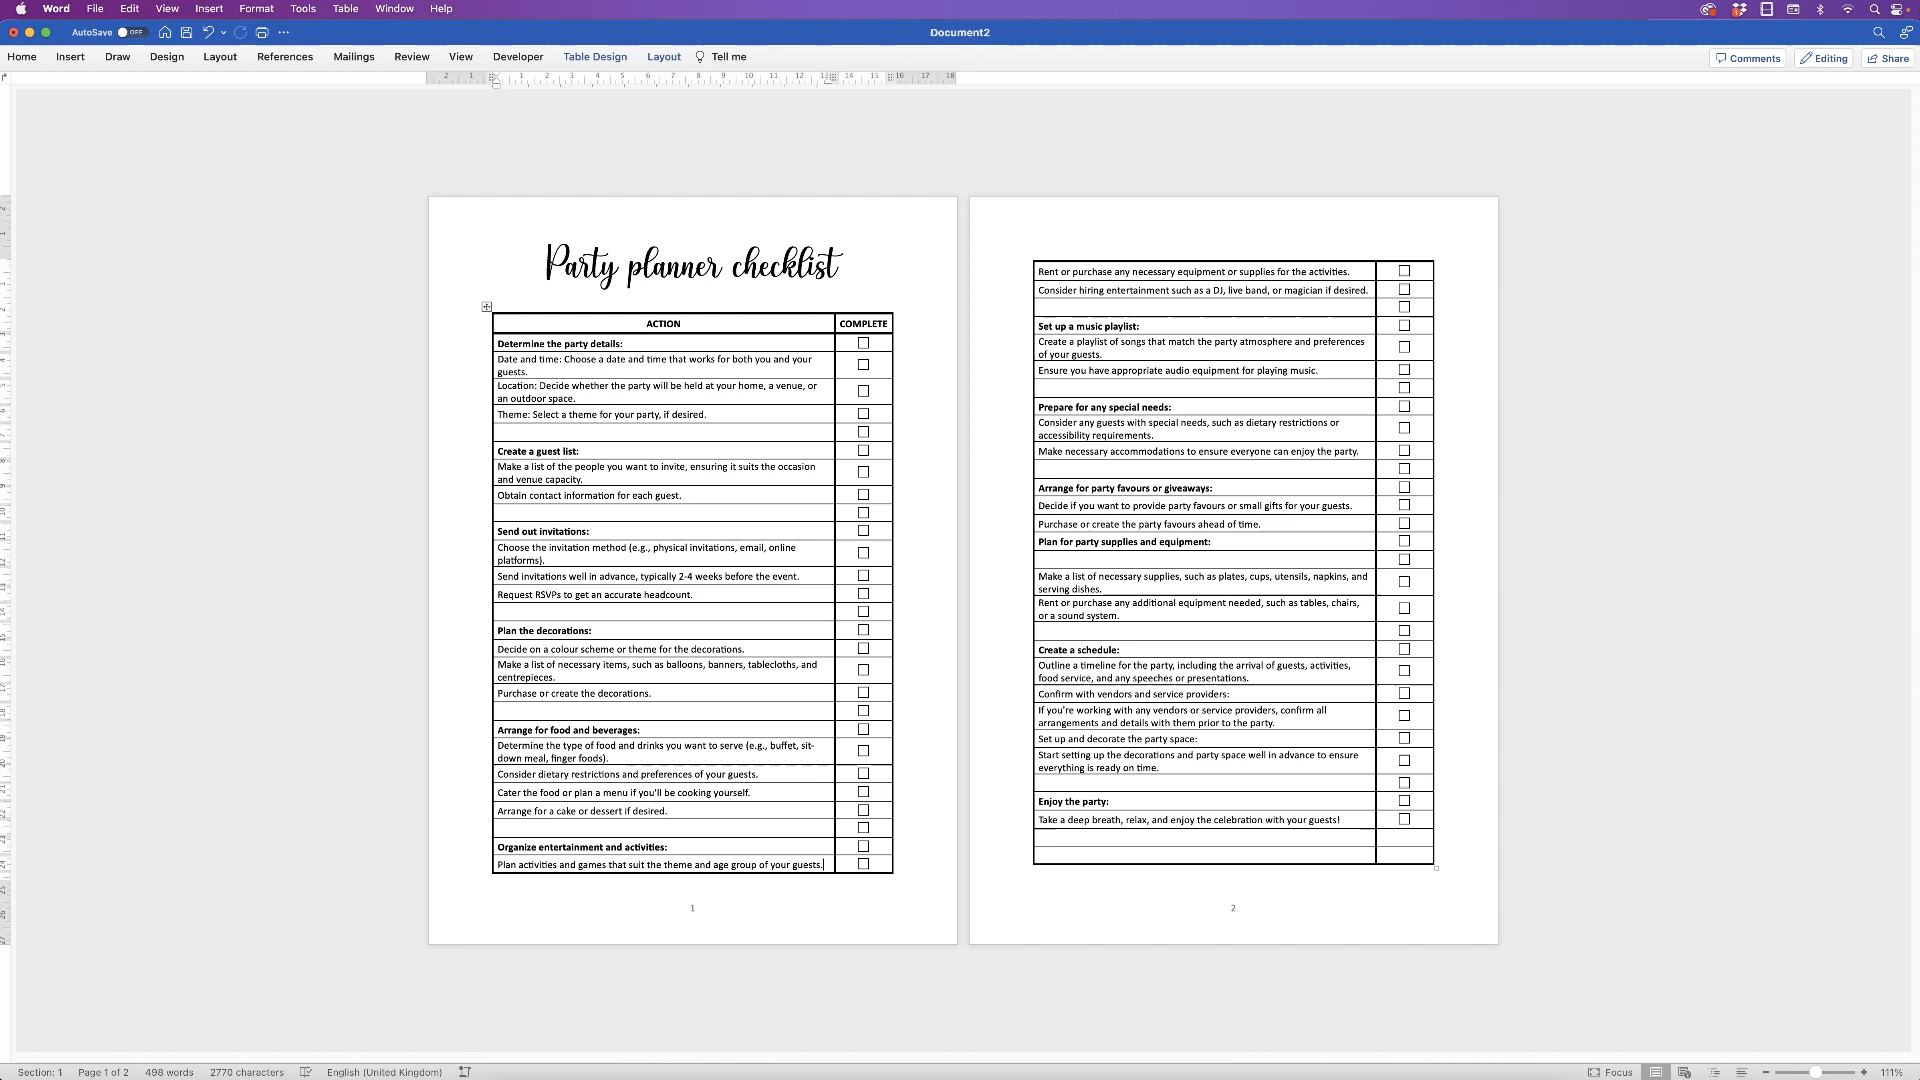 Word File Edit View Insert Format Tools Table Window Help
AutoSave OFF Document2
Home Insert Draw Design Layout References Mailings Review View Developer Table Design Layout Tell me Comments Editing Share
2 1 1 2 3 4 5 6 7 8 9 10 11 12 14 15 16 17 18
Party planner checklist
ACTION COMPLETE
Determine the party details:
Date and time: Choose a date and time that works for both you and your
guests.
Location: Decide whether the party will be held at your home, a venue, or
an outdoor space.
Theme: Select a theme for your party, if desired.
Create a guest list:
Make a list of the people you want to invite, ensuring it suits the occasion
and venue capacity.
Obtain contact information for each guest.
Send out invitations:
Choose the invitation method (e.g., physical invitations, email, online
platforms).
Send invitations well in advance, typically 2-4 weeks before the event.
Request RSVPs to get an accurate headcount.
Plan the decorations:
Decide on a colour scheme or theme for the decorations.
Make a list of necessary items, such as balloons, banners, tablecloths, and
centrepieces.
Purchase or create the decorations.
Arrange for food and beverages:
Determine the type of food and drinks you want to serve (e.g., buffet, sit-
down meal, finger foods).
Consider dietary restrictions and preferences of your guests.
Cater the food or plan a menu if you'll be cooking yourself.
Arrange for a cake or dessert if desired.
Organize entertainment and activities:
Plan activities and games that suit the theme and age group of your guests.
1
Rent or purchase any necessary equipment or supplies for the activities.
Consider hiring entertainment such as a DJ, live band, or magician if desired.
Set up a music playlist:
Create a playlist of songs that match the party atmosphere and preferences
of your guests.
Ensure you have appropriate audio equipment for playing music.
Prepare for any special needs:
Consider any guests with special needs, such as dietary restrictions or
accessibility requirements.
Make necessary accommodations to ensure everyone can enjoy the party.
Arrange for party favours or giveaways:
Decide if you want to provide party favours or small gifts for your guests.
Purchase or create the party favours ahead of time.
Plan for party supplies and equipment:
Make a list of necessary supplies, such as plates, cups, utensils, napkins, and
serving dishes.
Rent or purchase any additional equipment needed, such as tables, chairs,
or a sound system.
Create a schedule:
Outline a timeline for the party, including the arrival of guests, activities,
food service, and any speeches or presentations.
Confirm with vendors and service providers:
If you're working with any vendors or service providers, confirm all
arrangements and details with them prior to the party.
Set up and decorate the party space:
Start setting up the decorations and party space well in advance to ensure
everything is ready on time.
Enjoy the party:
Take a deep breath, relax, and enjoy the celebration with your guests!
2
Section: 1 Page 1 of 2 498 words 2770 characters English (United Kingdom) Focus 111%